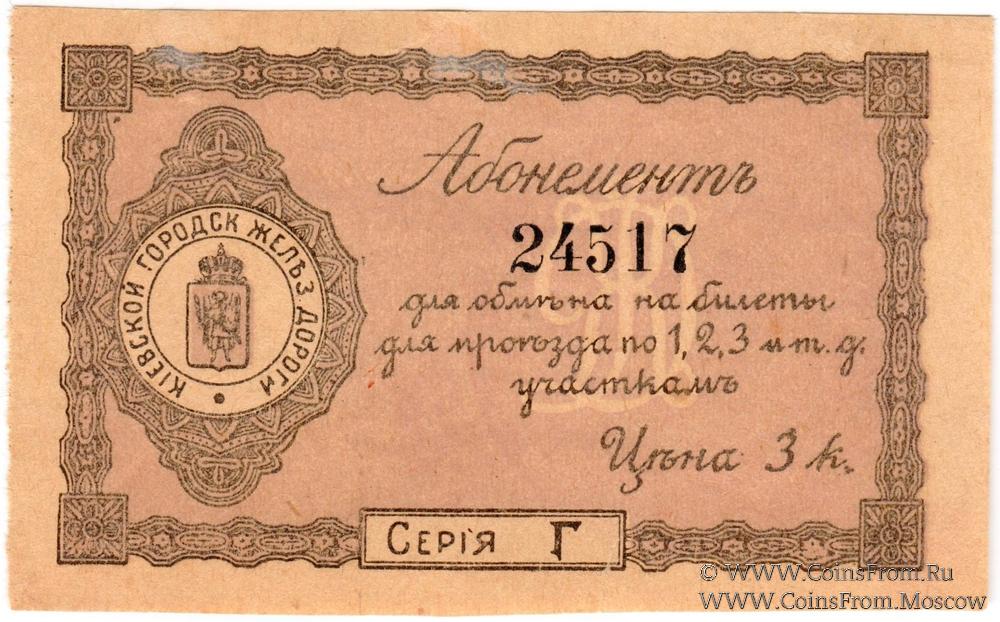 Абонементъ
24517
для обмѣна на билеты
для проѣзда по 1, 2, 3 и т. д.
участкамъ
Цѣна 3 к.
КІЕВСКОЙ ГОРОДСК ЖЕЛѢЗ. ДОРОГИ
СЕРІЯ Г
© WWW.CoinsFrom.Ru
WWW.CoinsFrom.Moscow